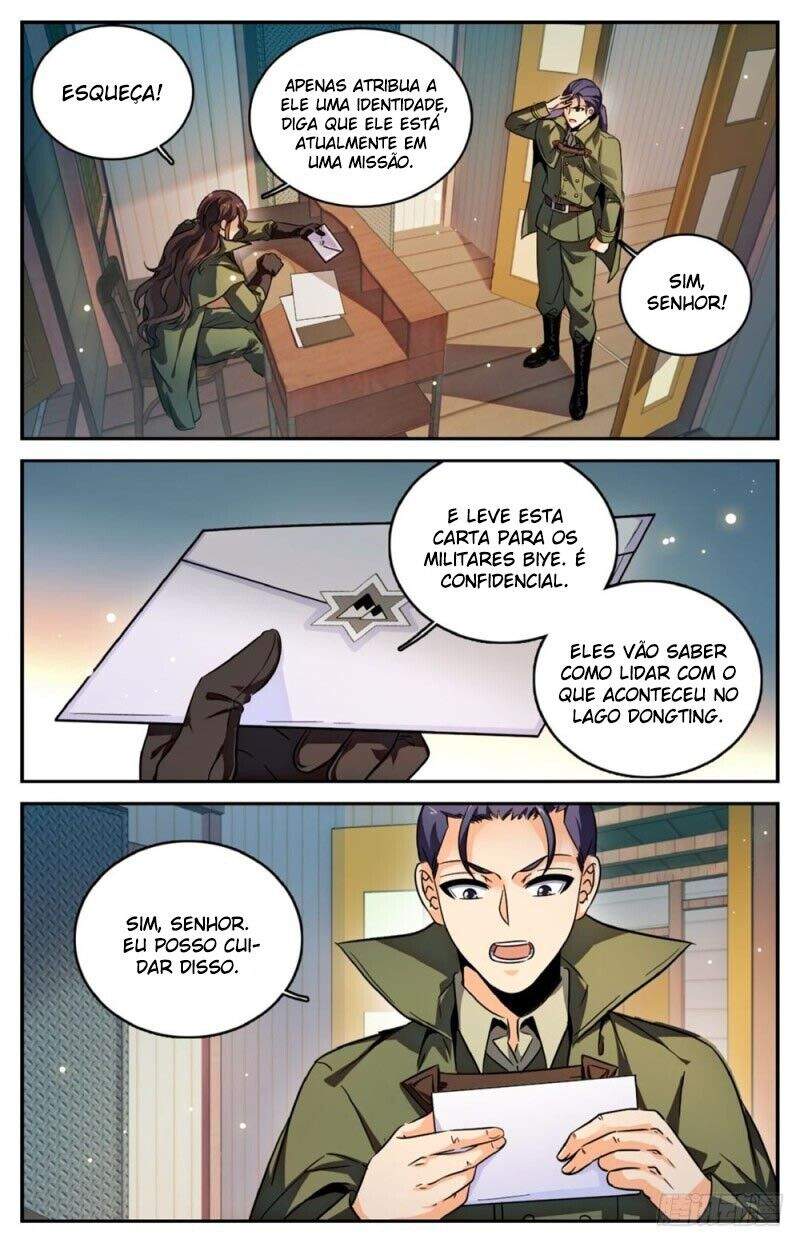 ESQUEÇA!
APENAS ATRIBUA A
ELE UMA IDENTIDADE,
DIGA QUE ELE ESTÁ
ATUALMENTE EM
UMA MISSÃO.
SIM,
SENHOR!
E LEVE ESTA
CARTA PARA OS
MILITARES BIYE. É
CONFIDENCIAL.
ELES VÃO SABER
COMO LIDAR COM O
QUE ACONTECEU NO
LAGO DONGTING.
SIM, SENHOR.
EU POSSO CUI-
DAR DISSO.